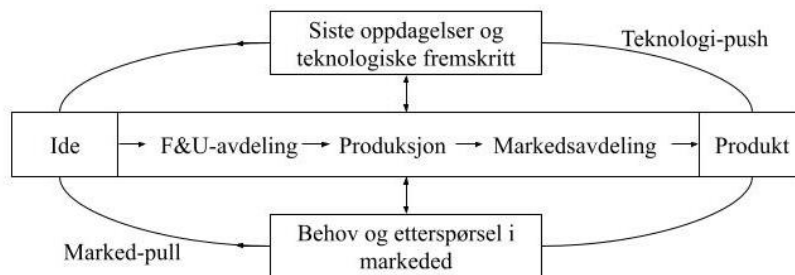 Siste oppdagelser og
teknologiske fremskritt
Teknologi-push
Ide
F&U-avdeling
Produksjon
Markedsavdeling
Produkt
Marked-pull
Behov og etterspørsel i
markeded